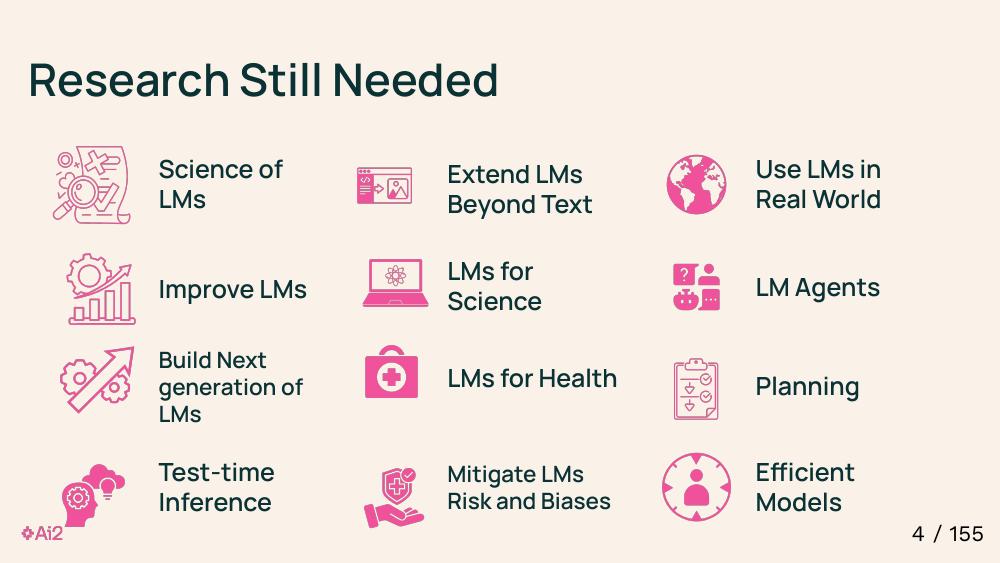 Research Still Needed
Science of
LMs
Extend LMs
Beyond Text
Use LMs in
Real World
Improve LMs
LMs for
Science
LM Agents
Build Next
generation of
LMs
LMs for Health
Planning
Test-time
Inference
Mitigate LMs
Risk and Biases
Efficient
Models
Ai2
4 / 155